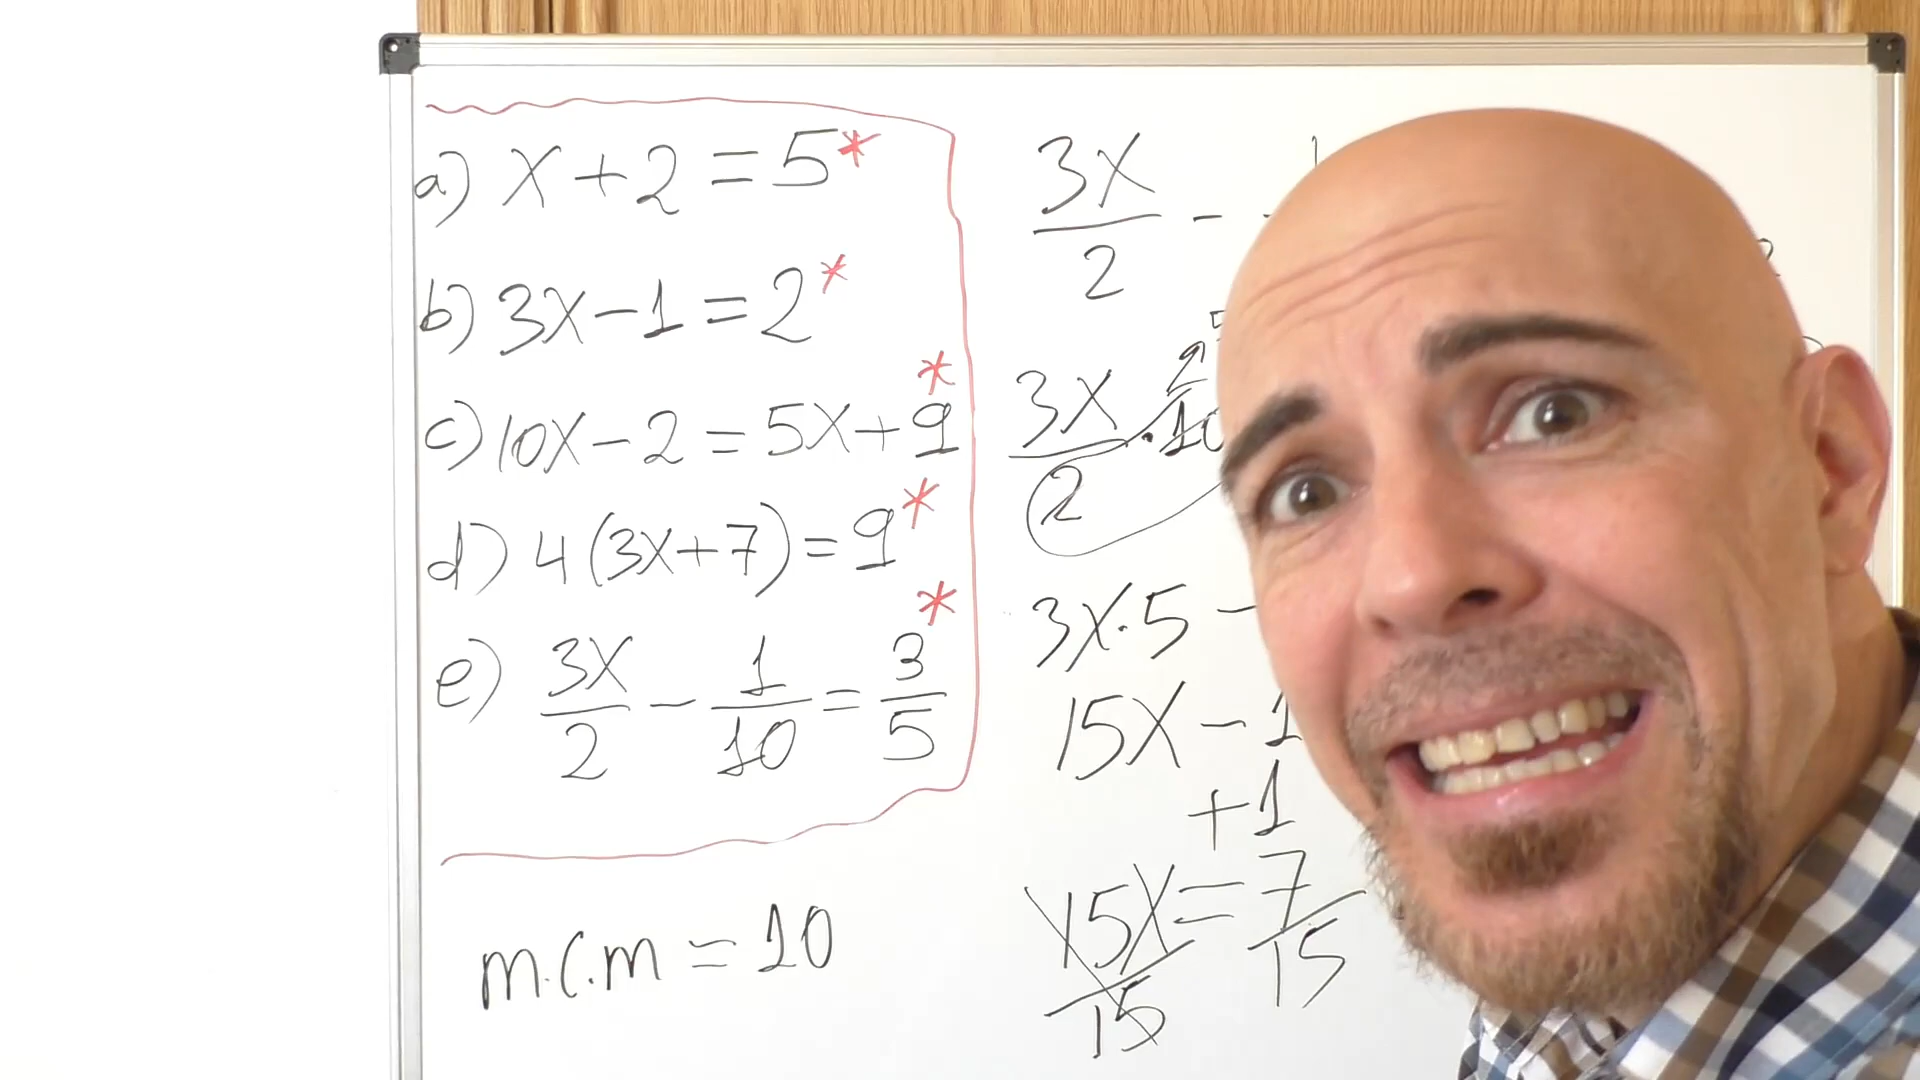 a) x + 2 = 5*
b) 3x - 1 = 2*
c) 10x - 2 = 5x + 9*
d) 4(3x + 7) = 9*
e) 3x/2 - 1/10 = 3/5*
m.c.m = 10
3x/2 -
3x/2 · 10
3x · 5 -
15x - 1
+1
15x/15 = 7/15